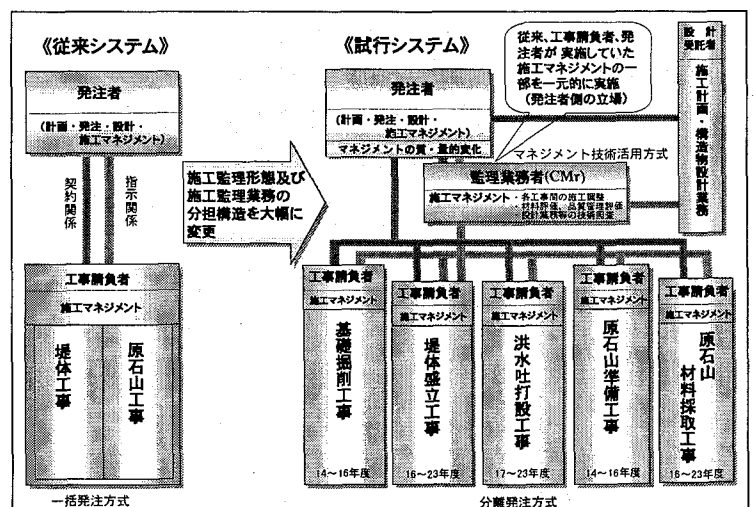 《従来システム》
発注者
(計画・発注・設計・
施工マネジメント)
契約関係
指示関係
工事請負者
施工マネジメント
堤体工事
原石山工事
一括発注方式
施工監理形態及び
施工監理業務の
分担構造を大幅に
変更
《試行システム》
発注者
(計画・発注・設計・
施工マネジメント)
マネジメントの質・量的変化
従来、工事請負者、発
注者が実施していた
施工マネジメントの一
部を一元的に実施
(発注者側の立場)
設計
受託者
施工計画・構造物設計業務
マネジメント技術活用方式
監理業務者(CMr)
施工マネジメント
・各工事間の施工調整
・材料評価、品質管理評価
・設計業務等の技術調査
工事請負者
施工マネジメント
基礎掘削工事
14~16年度
工事請負者
施工マネジメント
堤体盛立工事
16~23年度
工事請負者
施工マネジメント
洪水吐打設工事
17~23年度
工事請負者
施工マネジメント
原石山準備工事
14~16年度
工事請負者
施工マネジメント
原石山
材料採取工事
16~23年度
分離発注方式